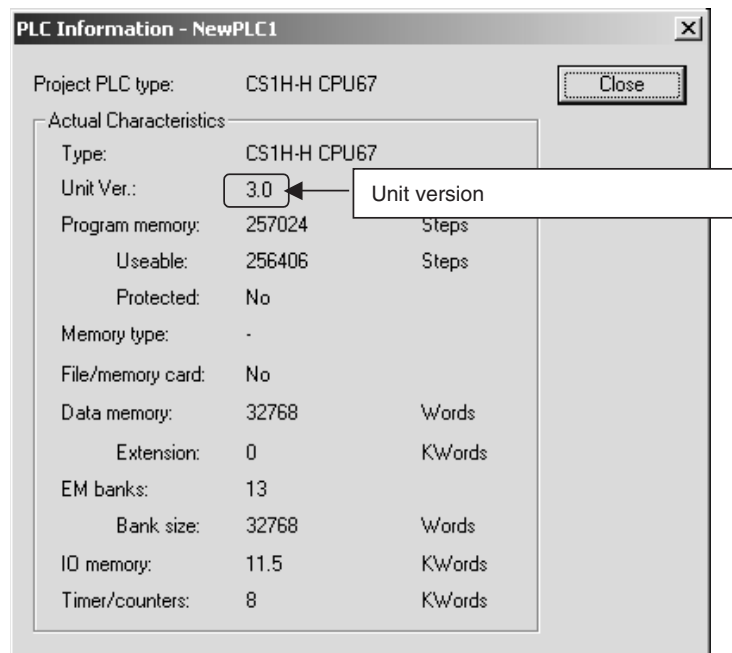 PLC Information - NewPLC1
Project PLC type: CS1H-H CPU67 Close
Actual Characteristics
Type: CS1H-H CPU67
Unit Ver.: 3.0 Unit version
Program memory: 257024 Steps
Useable: 256406 Steps
Protected: No
Memory type: -
File/memory card: No
Data memory: 32768 Words
Extension: 0 KWords
EM banks: 13
Bank size: 32768 Words
IO memory: 11.5 KWords
Timer/counters: 8 KWords